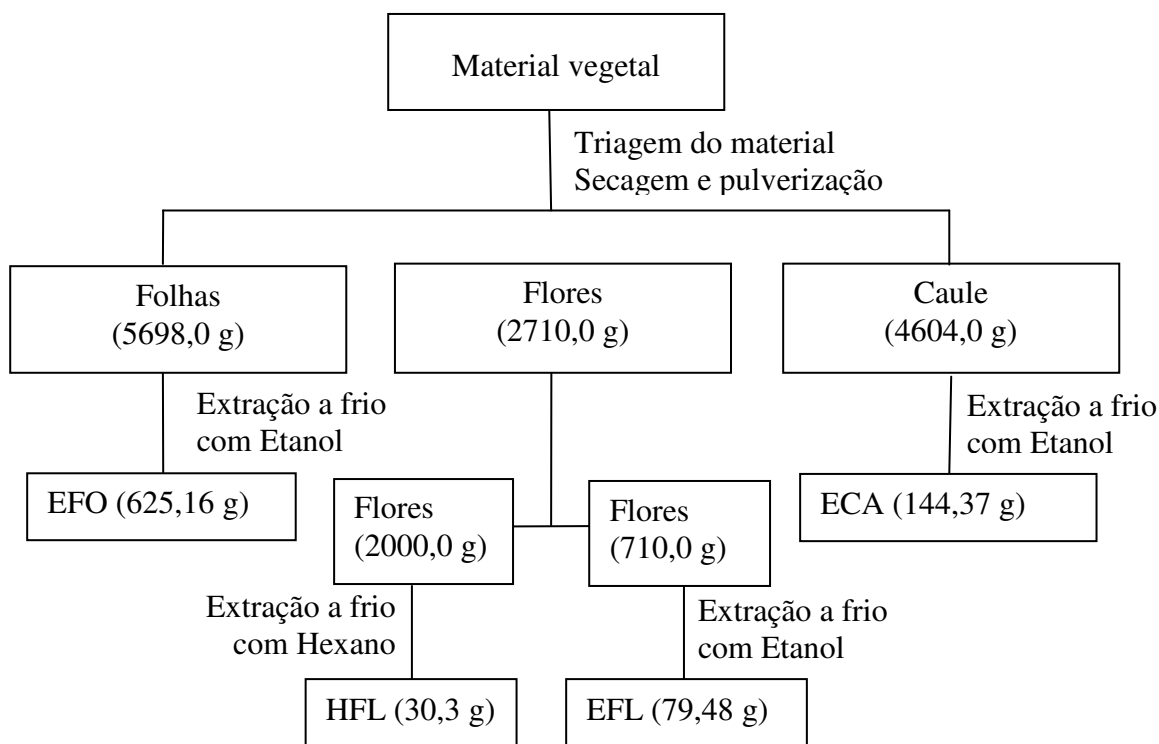 Material vegetal
Triagem do material
Secagem e pulverização
Folhas
(5698,0 g)
Flores
(2710,0 g)
Caule
(4604,0 g)
Extração a frio
com Etanol
Extração a frio
com Etanol
EFO (625,16 g)
Flores
(2000,0 g)
Flores
(710,0 g)
ECA (144,37 g)
Extração a frio
com Hexano
Extração a frio
com Etanol
HFL (30,3 g)
EFL (79,48 g)